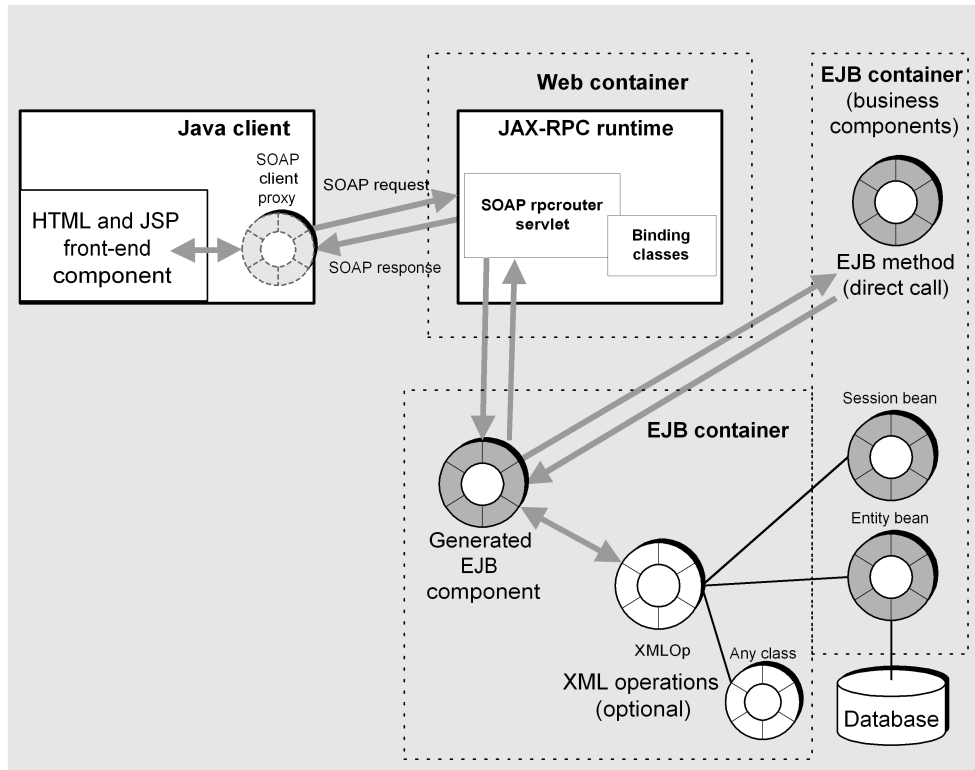 Web container
EJB container
(business
components)
Java client
JAX-RPC runtime
SOAP
client
proxy
SOAP request
HTML and JSP
front-end
component
SOAP rpcrouter
servlet
Binding
classes
SOAP response
EJB method
(direct call)
EJB container
Session bean
Entity bean
Generated
EJB
component
XMLOp
Any class
XML operations
(optional)
Database